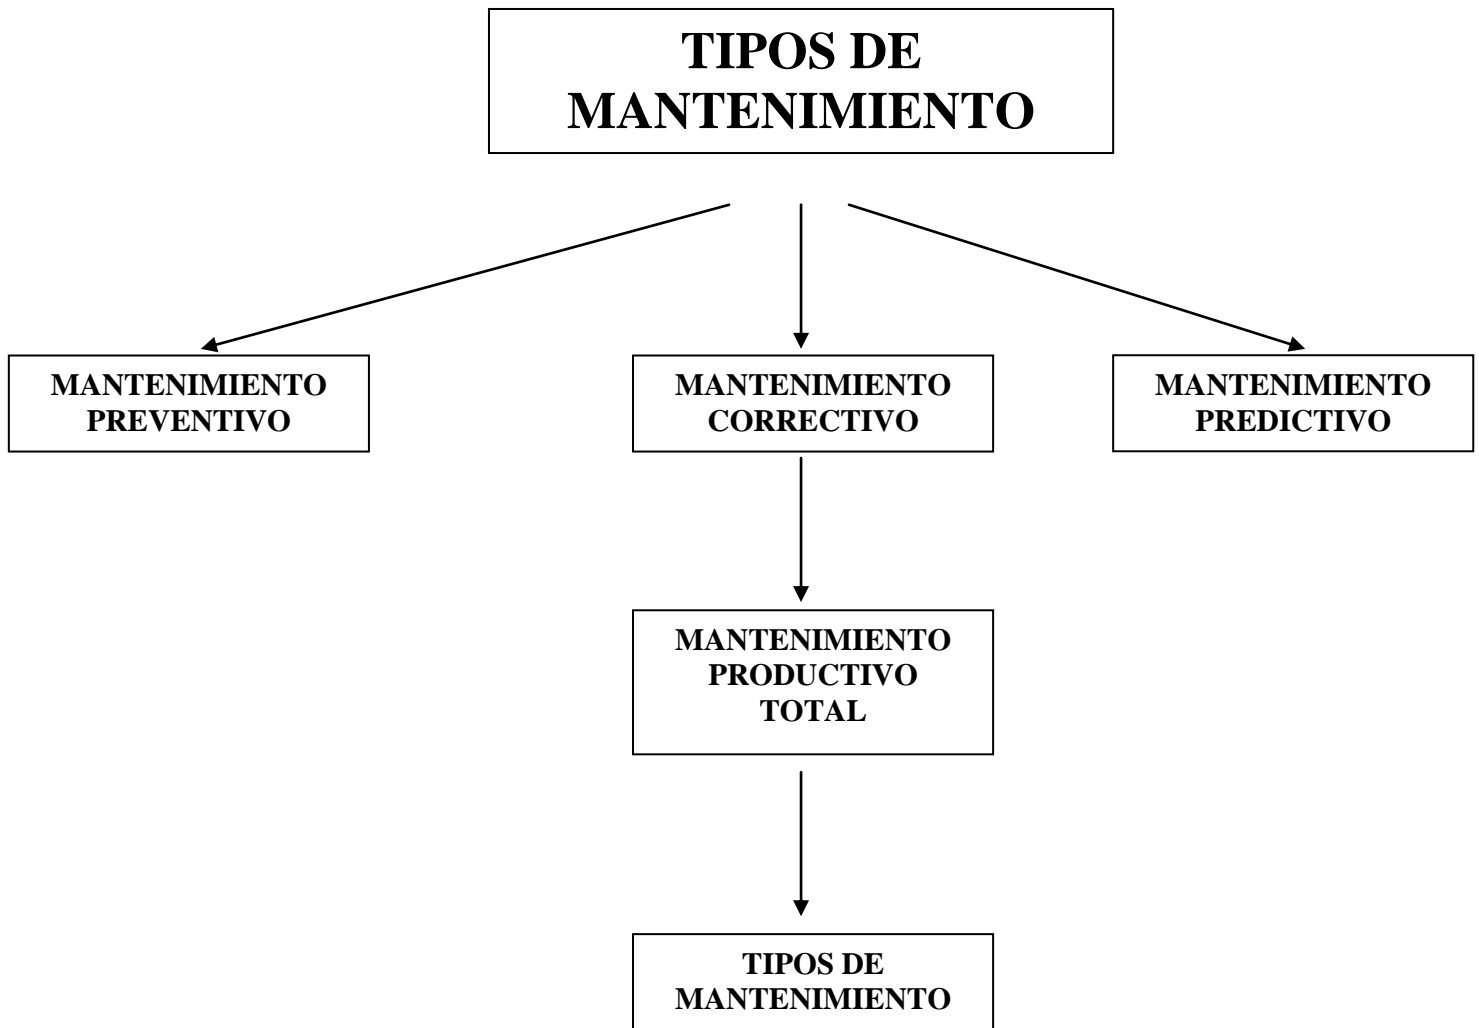 TIPOS DE
MANTENIMIENTO
MANTENIMIENTO
PREVENTIVO
MANTENIMIENTO
CORRECTIVO
MANTENIMIENTO
PREDICTIVO
MANTENIMIENTO
PRODUCTIVO
TOTAL
TIPOS DE
MANTENIMIENTO